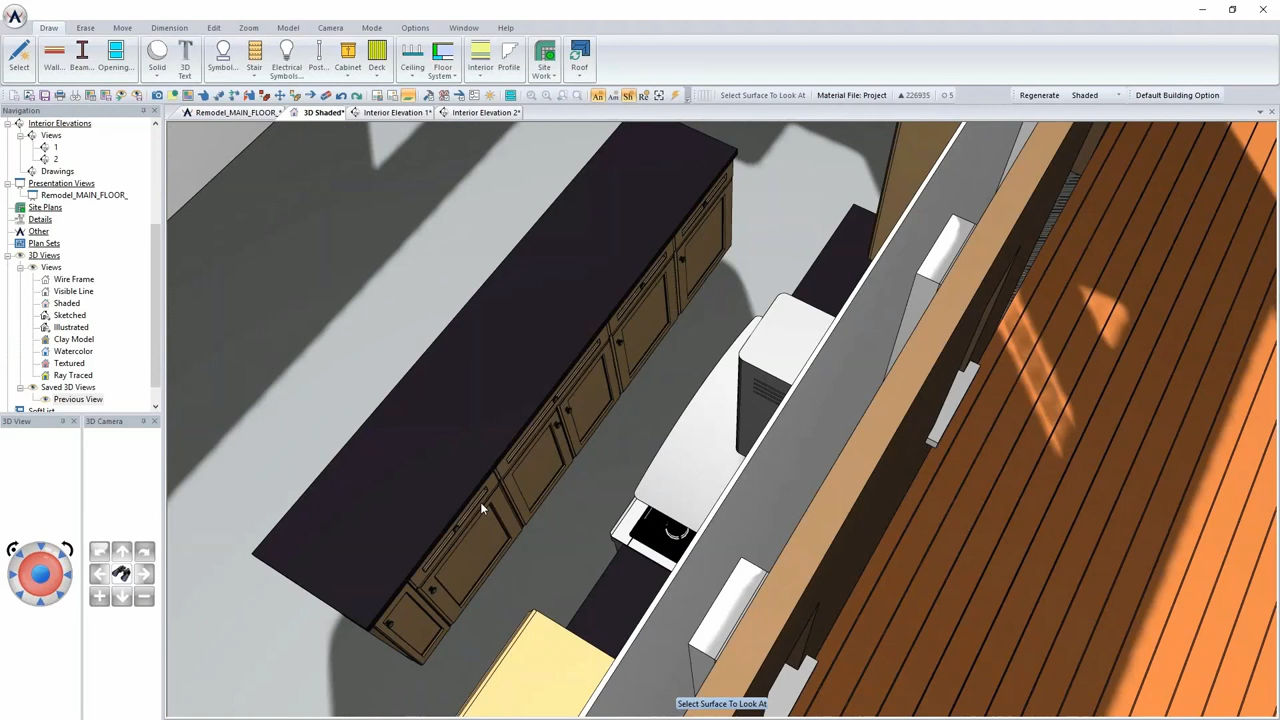 Draw Erase Move Dimension Edit Zoom Model Camera Mode Options Window Help
Select Wall... Beam... Opening... Solid 3D Text Symbol... Stair Electrical Symbols... Post... Cabinet Deck Ceiling Floor System Interior Profile Site Work Roof
Select Surface To Look At Material File: Project 226935 5 Regenerate Shaded Default Building Option
Navigation
Remodel_MAIN_FLOOR_* 3D Shaded* Interior Elevation 1* Interior Elevation 2*
Interior Elevations
Views
1
2
Drawings
Presentation Views
Remodel_MAIN_FLOOR_
Site Plans
Details
Other
Plan Sets
3D Views
Views
Wire Frame
Visible Line
Shaded
Sketched
Illustrated
Clay Model
Watercolor
Textured
Ray Traced
Saved 3D Views
Previous View
SoftList
3D View 3D Camera
Select Surface To Look At